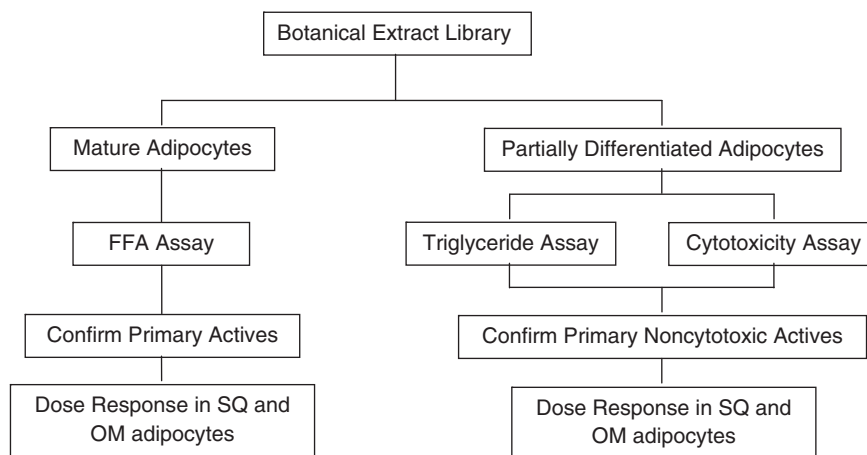 Botanical Extract Library
Mature Adipocytes
Partially Differentiated Adipocytes
FFA Assay
Triglyceride Assay
Cytotoxicity Assay
Confirm Primary Actives
Confirm Primary Noncytotoxic Actives
Dose Response in SQ and
OM adipocytes
Dose Response in SQ and
OM adipocytes